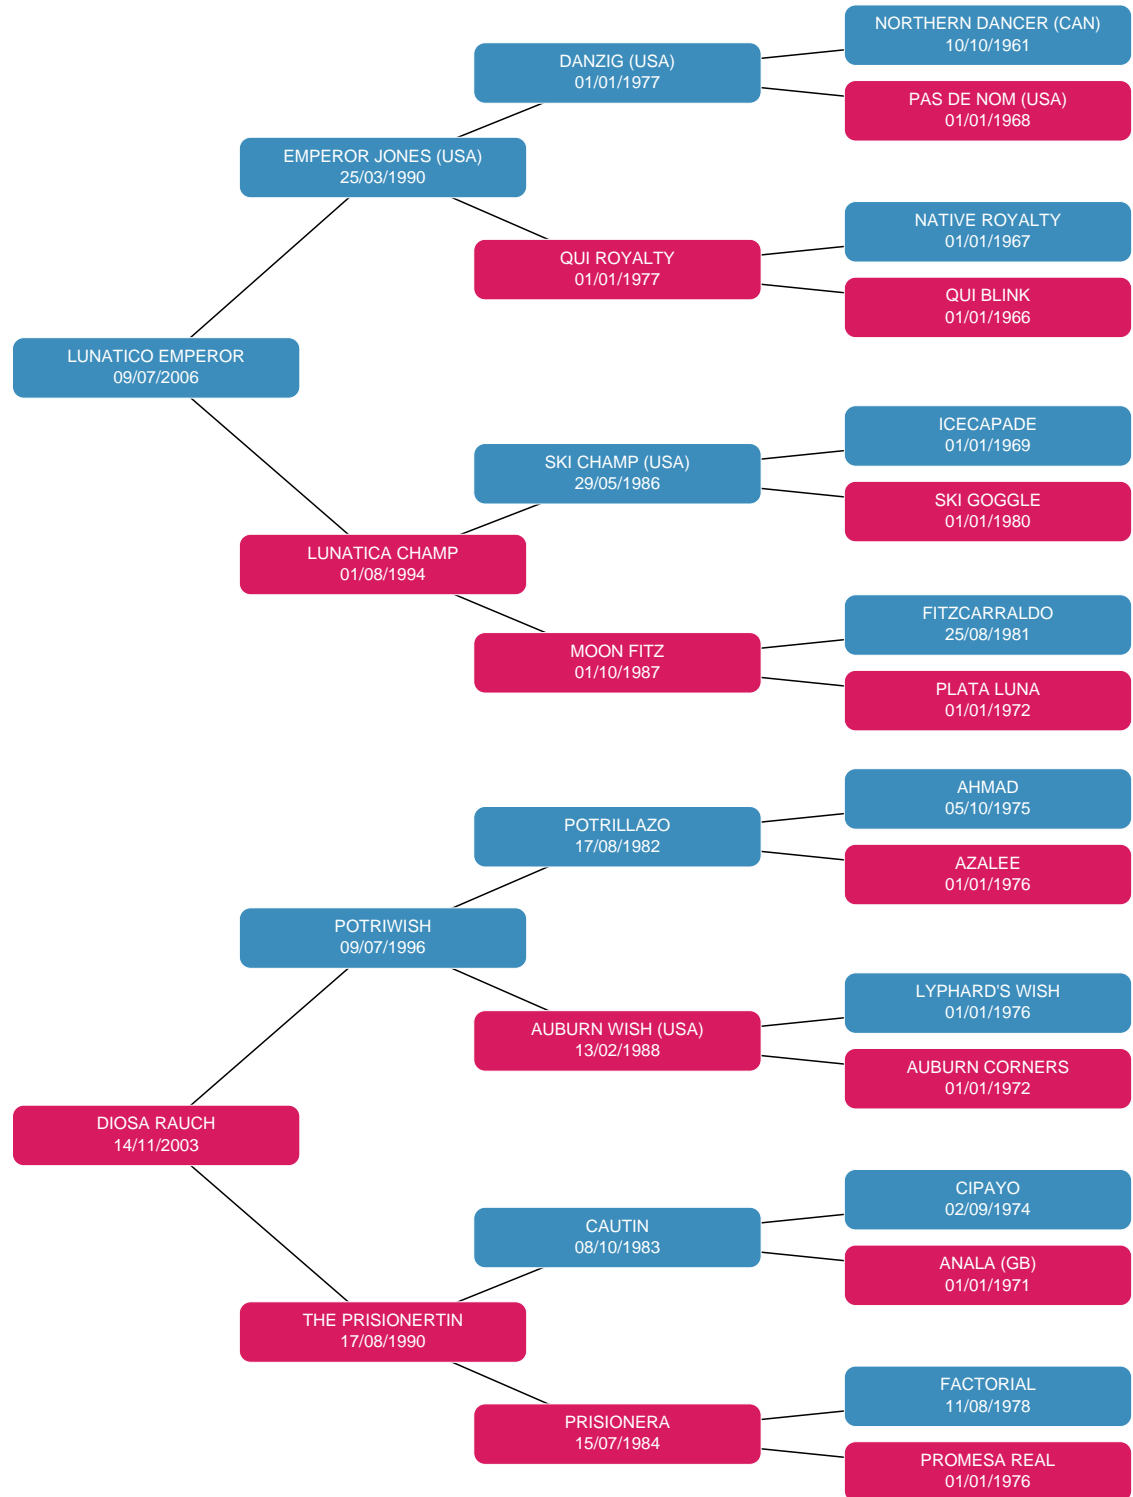 NORTHERN DANCER (CAN)
10/10/1961
DANZIG (USA)
01/01/1977
PAS DE NOM (USA)
01/01/1968
EMPEROR JONES (USA)
25/03/1990
NATIVE ROYALTY
01/01/1967
QUI ROYALTY
01/01/1977
QUI BLINK
01/01/1966
LUNATICO EMPEROR
09/07/2006
ICECAPADE
01/01/1969
SKI CHAMP (USA)
29/05/1986
SKI GOGGLE
01/01/1980
LUNATICA CHAMP
01/08/1994
FITZCARRALDO
25/08/1981
MOON FITZ
01/10/1987
PLATA LUNA
01/01/1972
AHMAD
05/10/1975
POTRILLAZO
17/08/1982
AZALEE
01/01/1976
POTRIWISH
09/07/1996
LYPHARD'S WISH
01/01/1976
AUBURN WISH (USA)
13/02/1988
AUBURN CORNERS
01/01/1972
DIOSA RAUCH
14/11/2003
CIPAYO
02/09/1974
CAUTIN
08/10/1983
ANALA (GB)
01/01/1971
THE PRISIONERTIN
17/08/1990
FACTORIAL
11/08/1978
PRISIONERA
15/07/1984
PROMESA REAL
01/01/1976